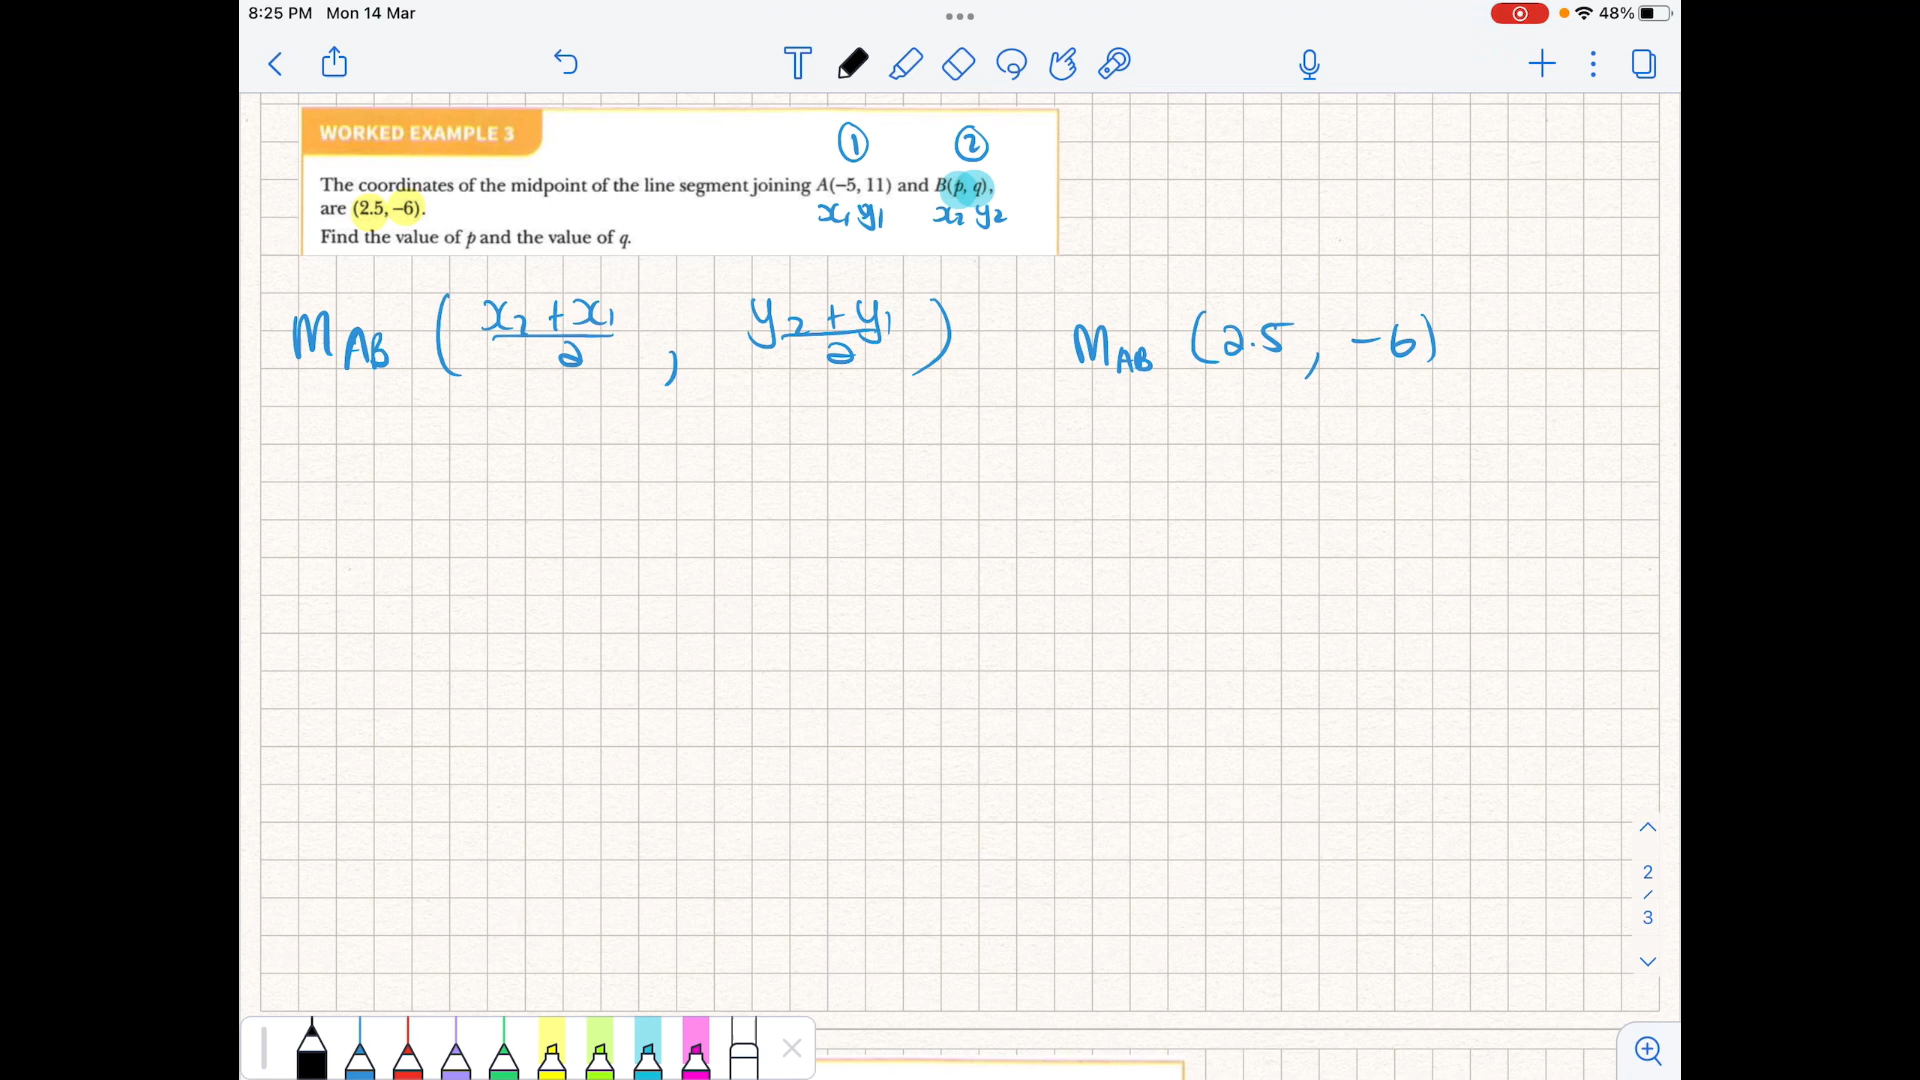 8:25 PM Mon 14 Mar
48%
WORKED EXAMPLE 3
① ②
The coordinates of the midpoint of the line segment joining A(−5, 11) and B(p, q),
are (2.5, −6).
x₁ y₁ x₂ y₂
Find the value of p and the value of q.
M_AB ( (x₂ + x₁)/2 , (y₂ + y₁)/2 ) M_AB (2.5, −6)
2
/
3